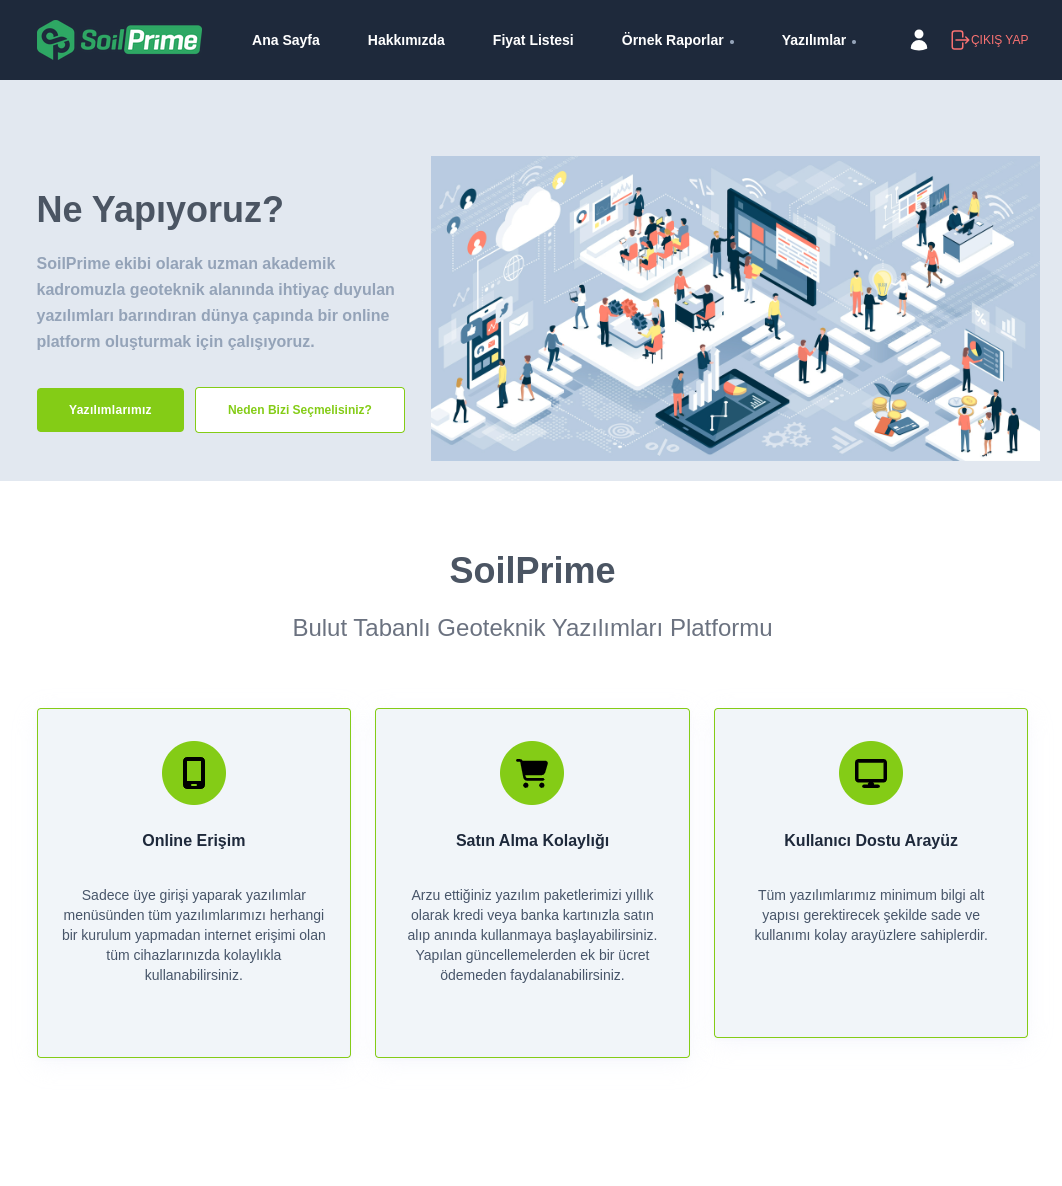 SoilPrime
Ana Sayfa
Hakkımızda
Fiyat Listesi
Örnek Raporlar
Yazılımlar
ÇIKIŞ YAP
Ne Yapıyoruz?
SoilPrime ekibi olarak uzman akademik
kadromuzla geoteknik alanında ihtiyaç duyulan
yazılımları barındıran dünya çapında bir online
platform oluşturmak için çalışıyoruz.
Yazılımlarımız
Neden Bizi Seçmelisiniz?
SoilPrime
Bulut Tabanlı Geoteknik Yazılımları Platformu
Online Erişim
Sadece üye girişi yaparak yazılımlar
menüsünden tüm yazılımlarımızı herhangi
bir kurulum yapmadan internet erişimi olan
tüm cihazlarınızda kolaylıkla
kullanabilirsiniz.
Satın Alma Kolaylığı
Arzu ettiğiniz yazılım paketlerimizi yıllık
olarak kredi veya banka kartınızla satın
alıp anında kullanmaya başlayabilirsiniz.
Yapılan güncellemelerden ek bir ücret
ödemeden faydalanabilirsiniz.
Kullanıcı Dostu Arayüz
Tüm yazılımlarımız minimum bilgi alt
yapısı gerektirecek şekilde sade ve
kullanımı kolay arayüzlere sahiplerdir.